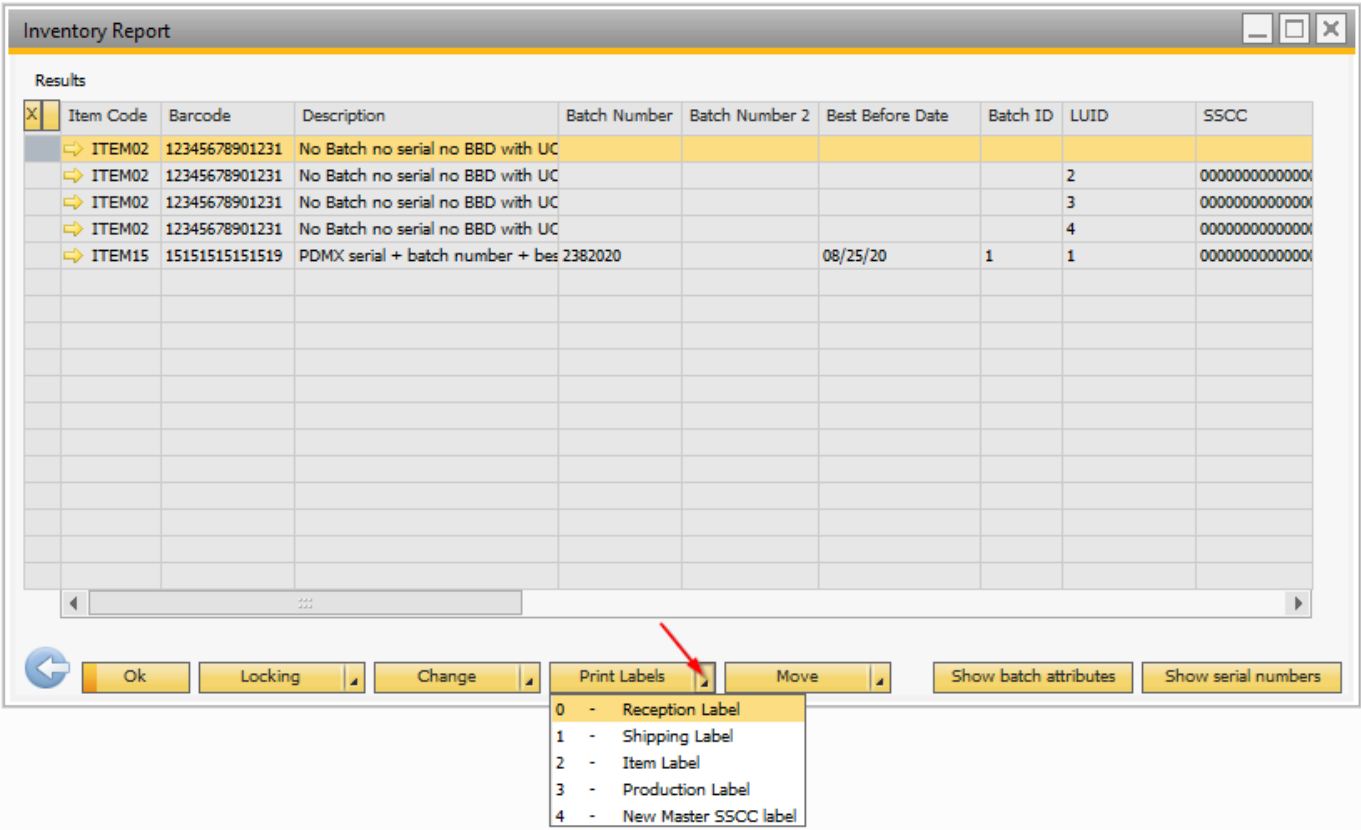 Inventory Report
Results
X Item Code Barcode Description Batch Number Batch Number 2 Best Before Date Batch ID LUID SSCC
ITEM02 12345678901231 No Batch no serial no BBD with UC
ITEM02 12345678901231 No Batch no serial no BBD with UC 2 00000000000000
ITEM02 12345678901231 No Batch no serial no BBD with UC 3 00000000000000
ITEM02 12345678901231 No Batch no serial no BBD with UC 4 00000000000000
ITEM15 15151515151519 PDMX serial + batch number + bes 2382020 08/25/20 1 1 00000000000000
Ok Locking Change Print Labels Move Show batch attributes Show serial numbers
0 - Reception Label
1 - Shipping Label
2 - Item Label
3 - Production Label
4 - New Master SSCC label